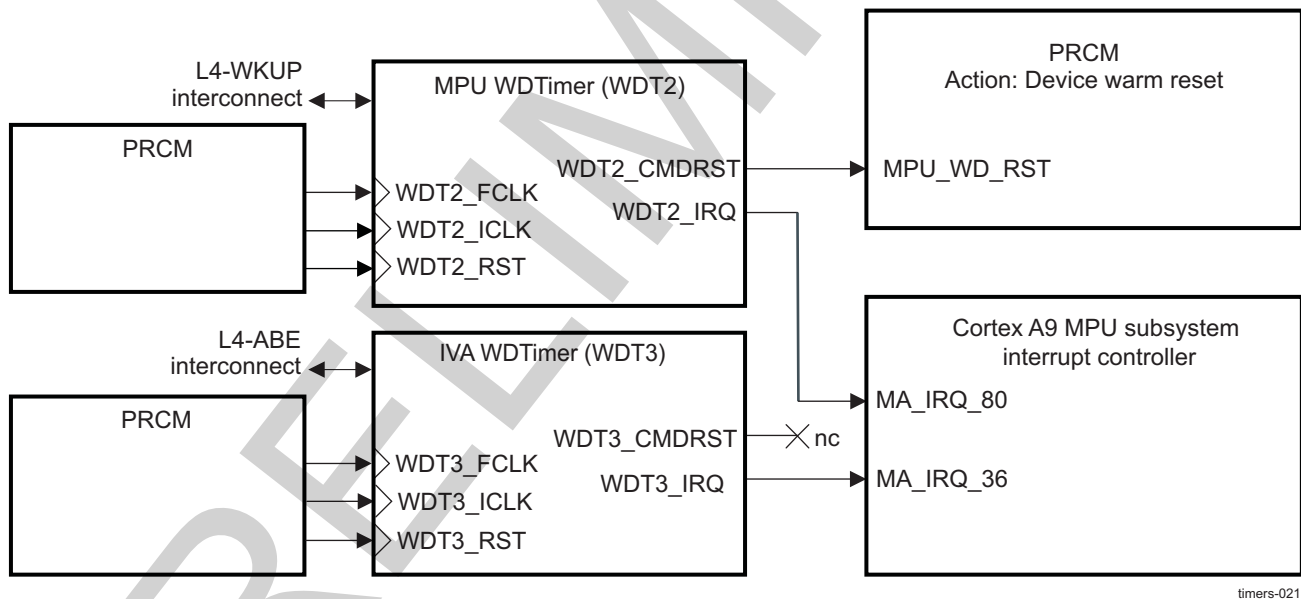 L4-WKUP
interconnect
PRCM
MPU WDTimer (WDT2)
WDT2_FCLK
WDT2_ICLK
WDT2_RST
WDT2_CMDRST
WDT2_IRQ
PRCM
Action: Device warm reset
MPU_WD_RST
L4-ABE
interconnect
PRCM
IVA WDTimer (WDT3)
WDT3_FCLK
WDT3_ICLK
WDT3_RST
WDT3_CMDRST
nc
WDT3_IRQ
Cortex A9 MPU subsystem
interrupt controller
MA_IRQ_80
MA_IRQ_36
timers-021